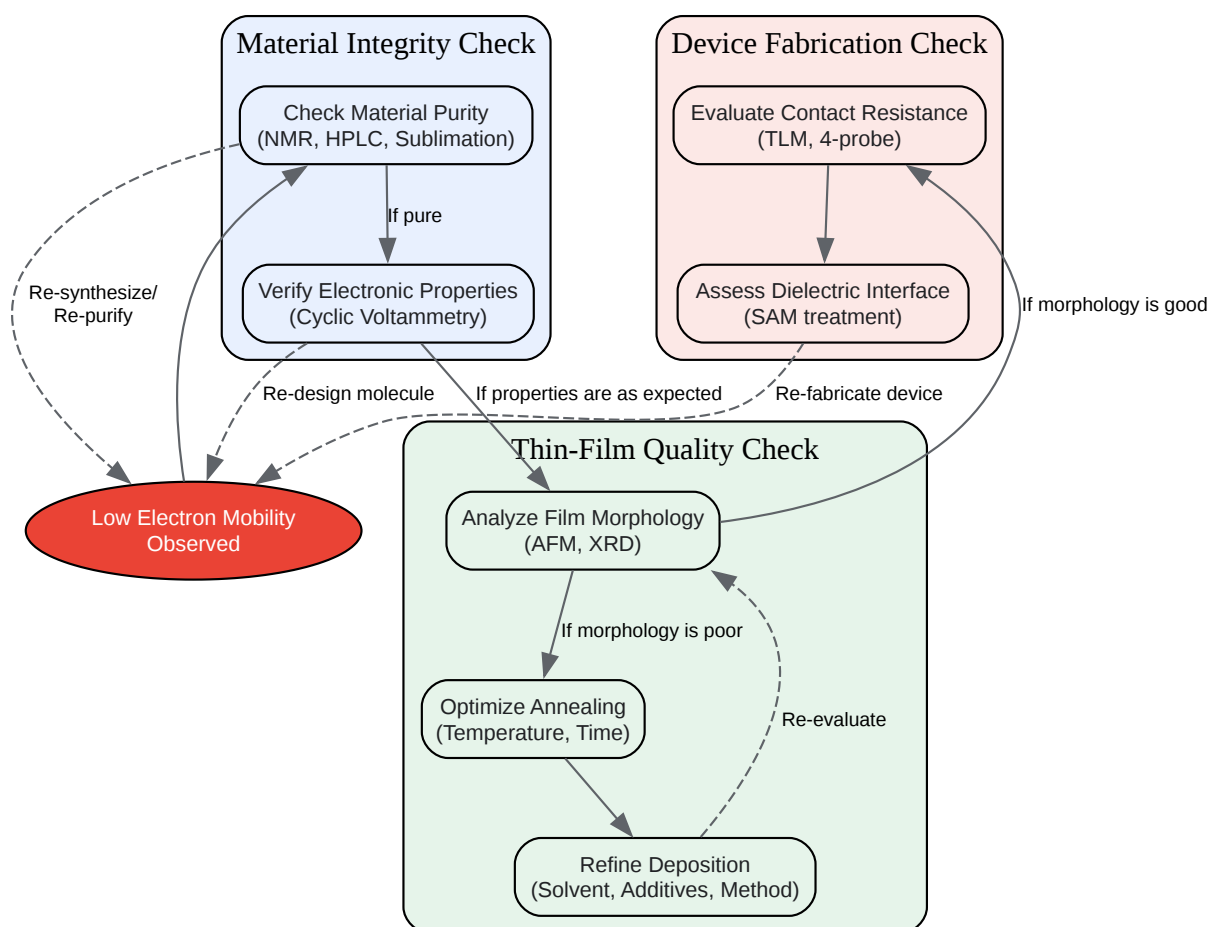 Material Integrity Check
Device Fabrication Check
Check Material Purity
(NMR, HPLC, Sublimation)
Evaluate Contact Resistance
(TLM, 4-probe)
If pure
Re-synthesize/
Re-purify
Verify Electronic Properties
(Cyclic Voltammetry)
Assess Dielectric Interface
(SAM treatment)
If morphology is good
Re-design molecule
If properties are as expected
Re-fabricate device
Thin-Film Quality Check
Low Electron Mobility
Observed
Analyze Film Morphology
(AFM, XRD)
If morphology is poor
Optimize Annealing
(Temperature, Time)
Re-evaluate
Refine Deposition
(Solvent, Additives, Method)